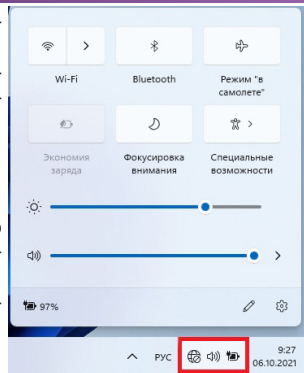 Wi-Fi
Bluetooth
Режим "в
самолете"
Экономия
заряда
Фокусировка
внимания
Специальные
возможности
97%
РУС
9:27
06.10.2021